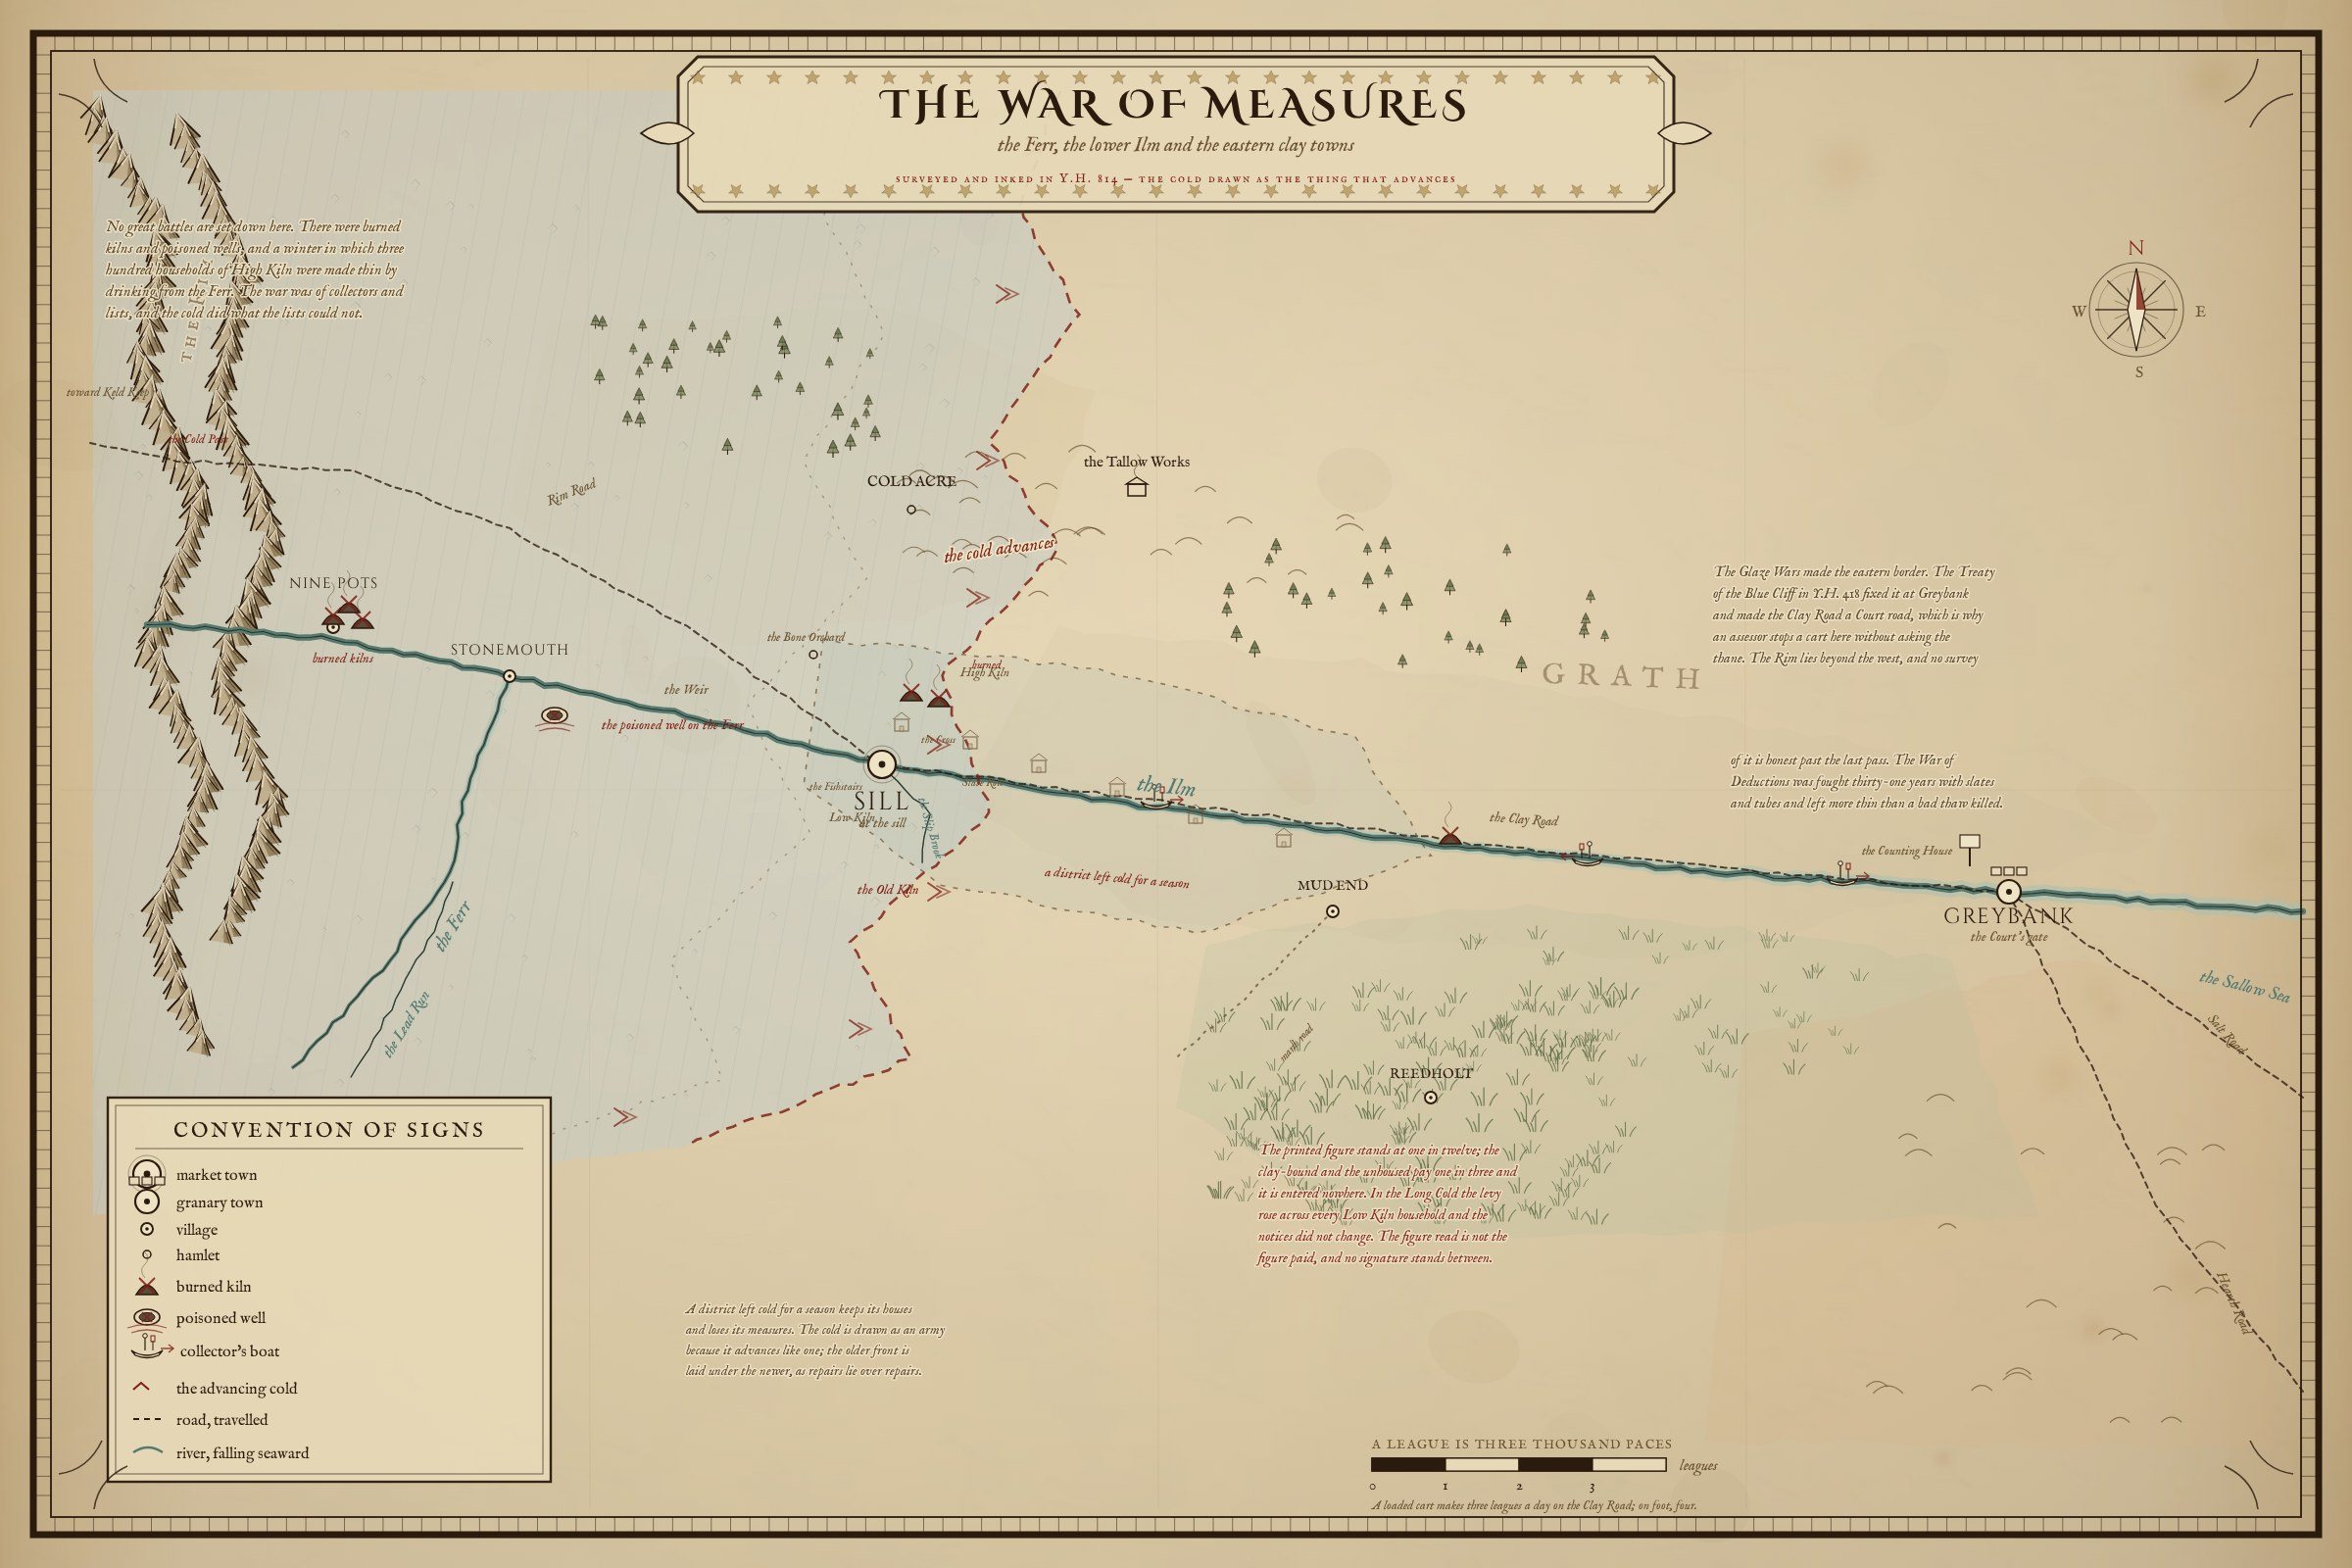 THE WAR OF MEASURES
the Ferr, the lower Ilm and the eastern clay towns
SURVEYED AND INKED IN Y.H. 814 — THE COLD DRAWN AS THE THING THAT ADVANCES
No great battles are set down here. There were burned
kilns and poisoned wells, and a winter in which three
hundred households of High Kiln were made thin by
drinking from the Ferr. The war was of collectors and
lists, and the cold did what the lists could not.
THE
N
W
E
S
toward Keld Keep
the Cold Pass
Rim Road
COLD ACRE
the Tallow Works
the cold advances
NINE POTS
burned kilns
STONEMOUTH
the Weir
the poisoned well on the Ferr
the Bone Orchard
burned
High Kiln
the Cross
the Fishstairs
SILL
Low Kiln
at the sill
the Slip Brook
the Old Kiln
the Ilm
a district left cold for a season
the Clay Road
MUDEND
GRATH
The Glaze Wars made the eastern border. The Treaty
of the Blue Cliff in Y.H. 418 fixed it at Greybank
and made the Clay Road a Court road, which is why
an assessor stops a cart here without asking the
thane. The Rim lies beyond the west, and no survey
of it is honest past the last pass. The War of
Deductions was fought thirty-one years with slates
and tubes and left more thin than a bad thaw killed.
the Counting House
GREYBANK
the Court's gate
the Sallow Sea
Salt Road
Hearth Road
the Ferr
the Lead Run
marsh road
REEDHOLT
The printed figure stands at one in twelve; the
clay-bound and the unhoused pay one in three and
it is entered nowhere. In the Long Cold the levy
rose across every Low Kiln household and the
notices did not change. The figure read is not the
figure paid, and no signature stands between.
A district left cold for a season keeps its houses
and loses its measures. The cold is drawn as an army
because it advances like one; the older front is
laid under the newer, as repairs lie over repairs.
CONVENTION OF SIGNS
market town
granary town
village
hamlet
burned kiln
poisoned well
collector's boat
the advancing cold
road, travelled
river, falling seaward
A LEAGUE IS THREE THOUSAND PACES
leagues
0 1 2 3
A loaded cart makes three leagues a day on the Clay Road; on foot, four.